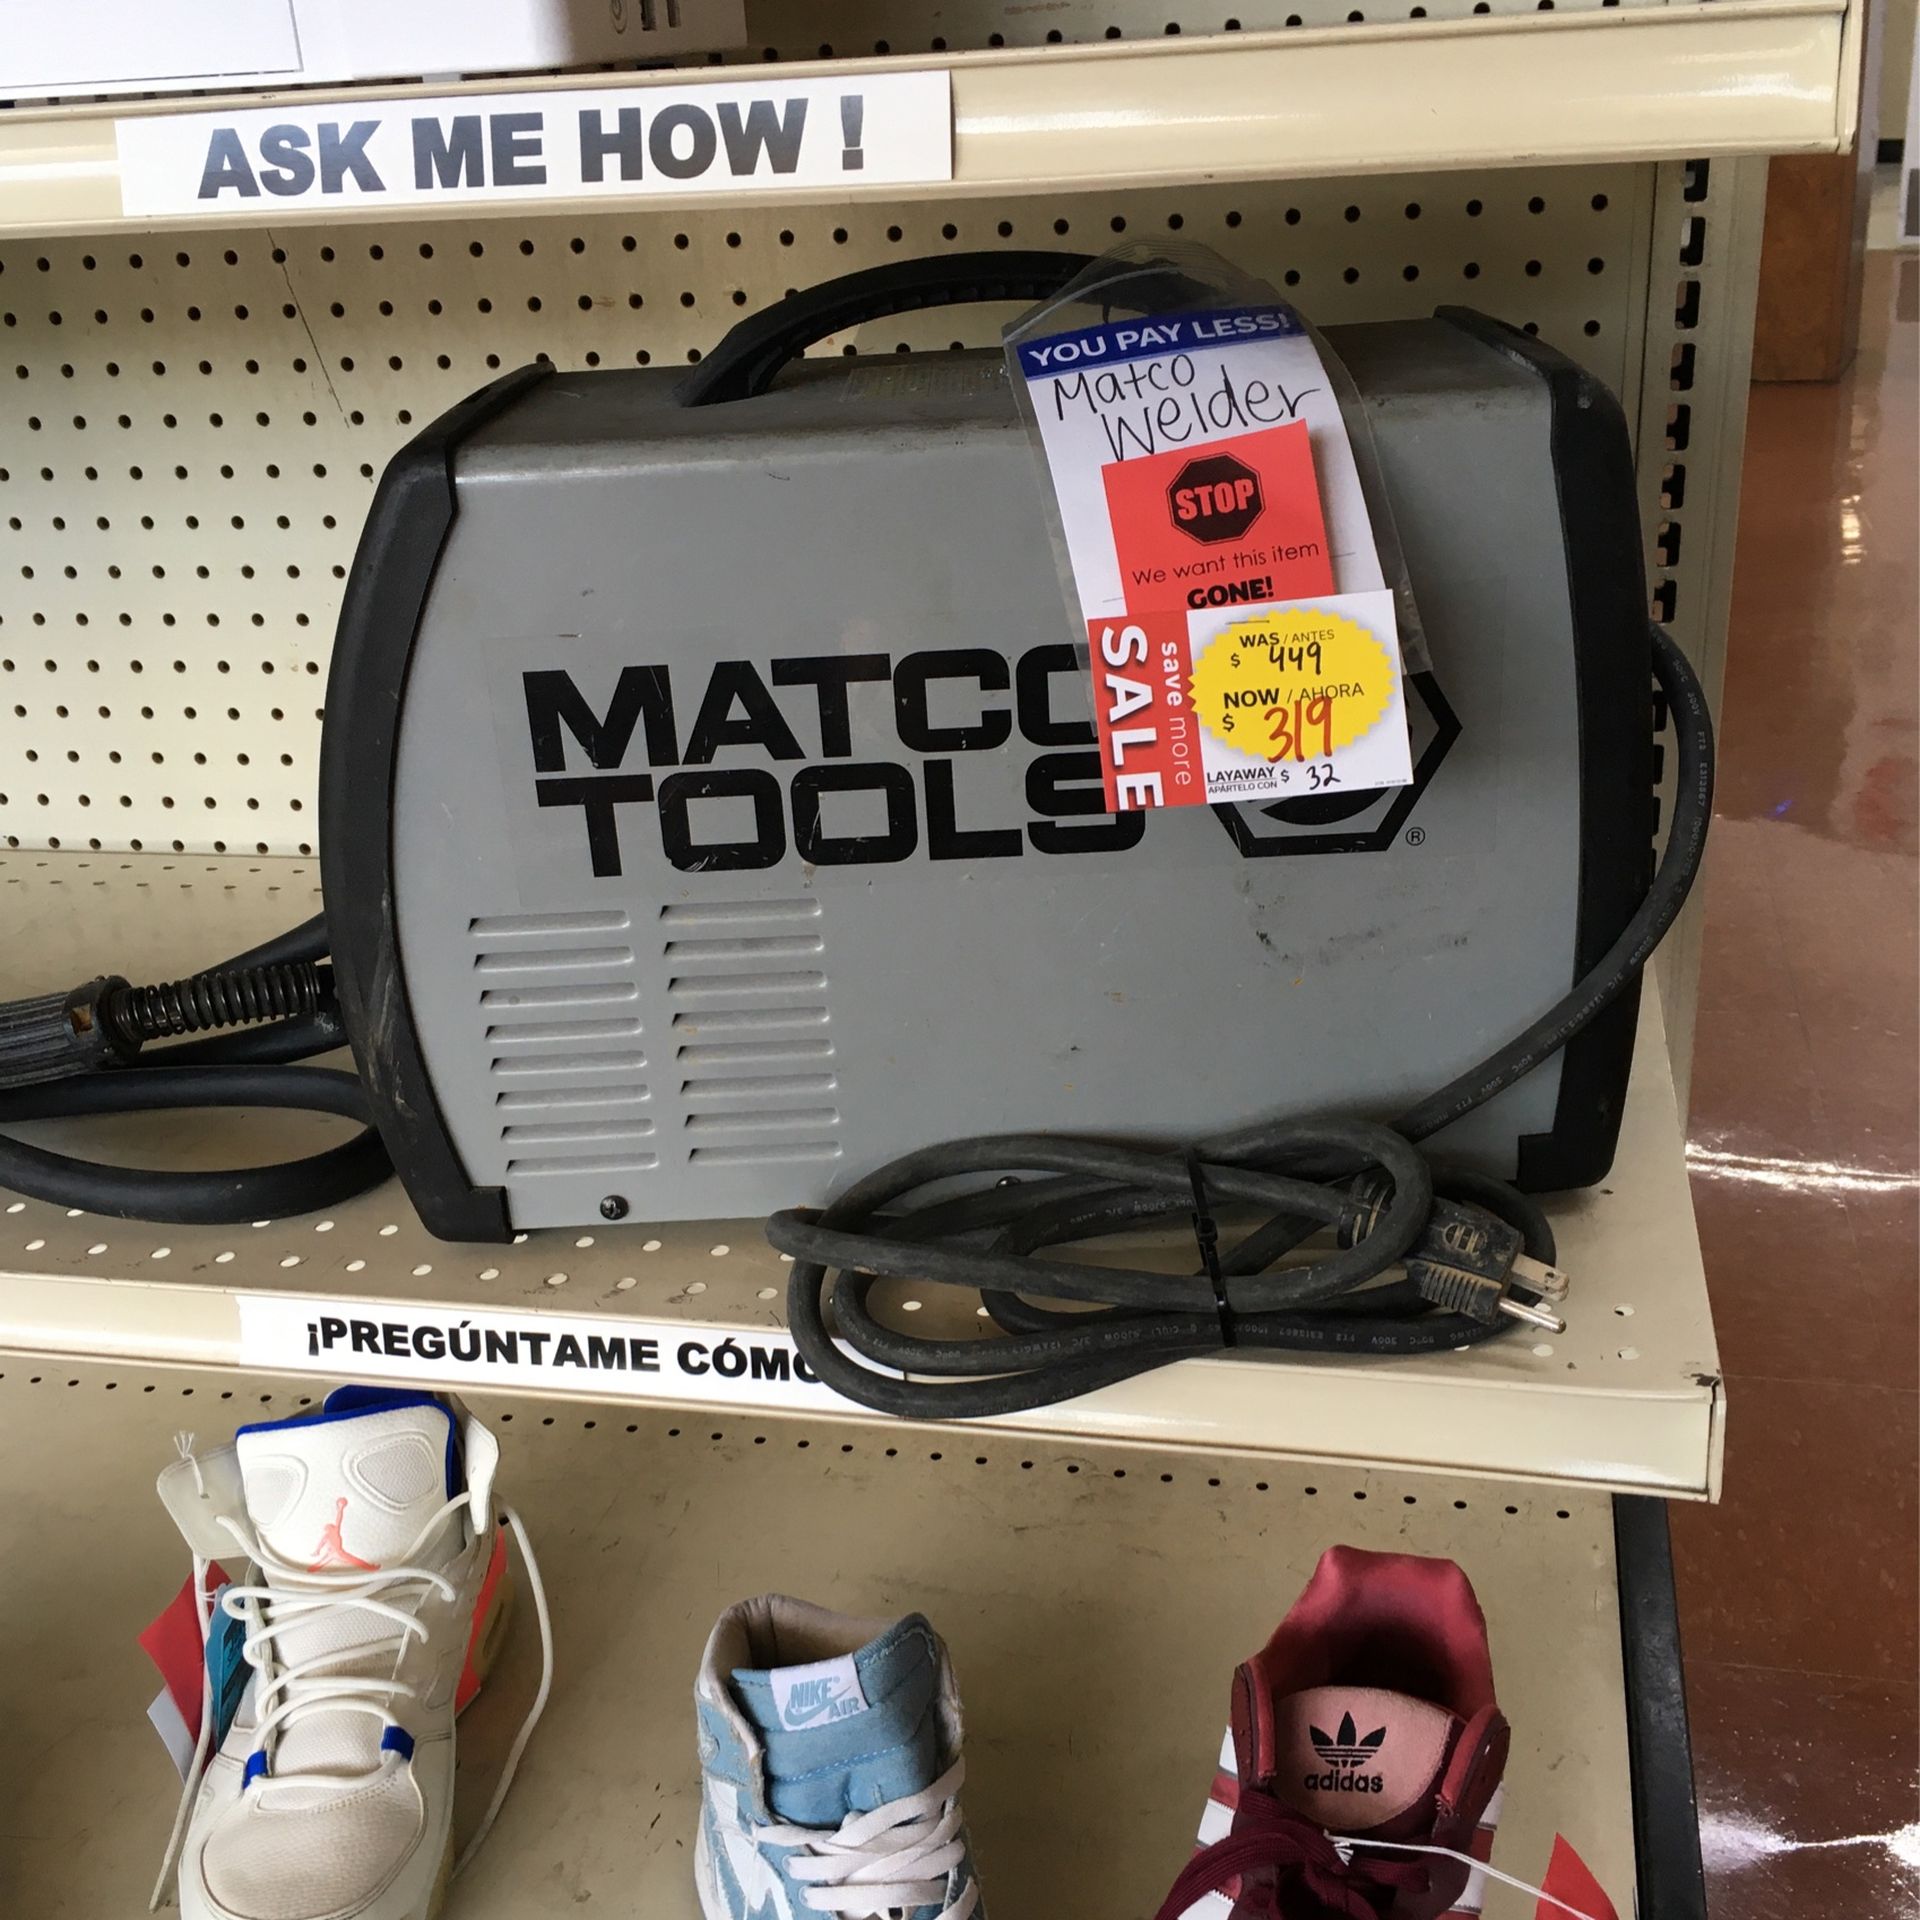 ASK ME HOW !
YOU PAY LESS!
Matco
Welder
STOP
We want this item
GONE!
SALE
save more
WAS / ANTES
$ 449
NOW / AHORA
$ 319
LAYAWAY $ 32
APÁRTELO CON
MATCO
TOOLS
®
¡PREGÚNTAME CÓMO
NIKE
AIR
adidas